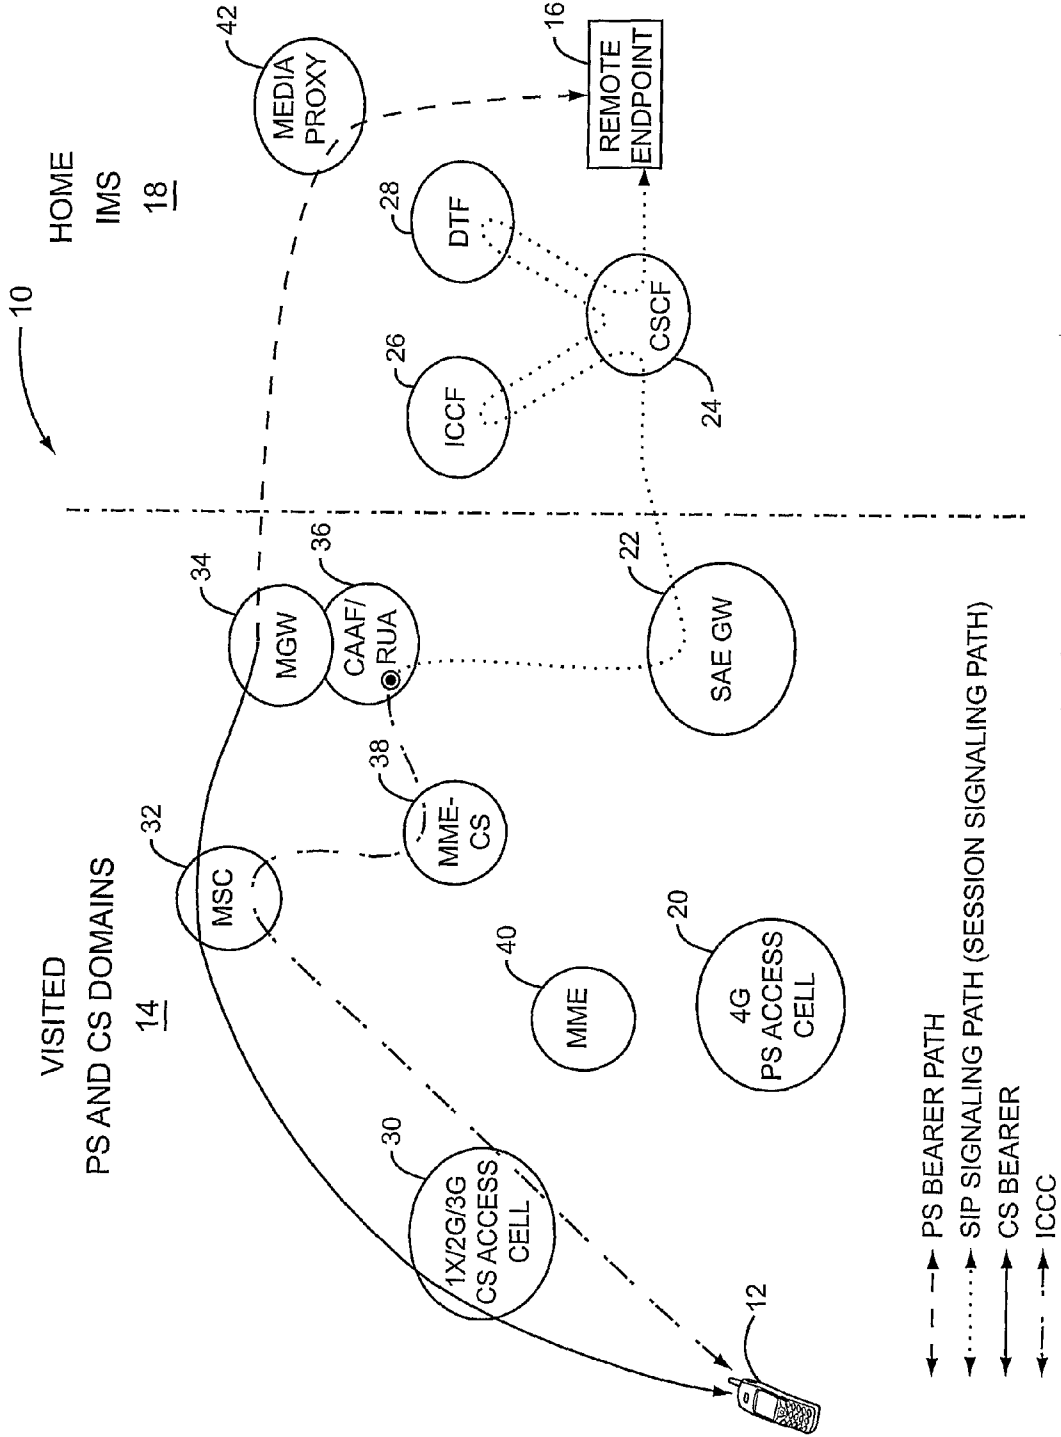 10
VISITED
PS AND CS DOMAINS
14
HOME
IMS
18
32
MSC
34
MGW
36
CAAF/
RUA
42
MEDIA
PROXY
30
1X/2G/3G
CS ACCESS
CELL
38
MME-
CS
26
ICCF
28
DTF
40
MME
20
4G
PS ACCESS
CELL
22
SAE GW
24
CSCF
16
REMOTE
ENDPOINT
12
PS BEARER PATH
SIP SIGNALING PATH (SESSION SIGNALING PATH)
CS BEARER
ICCC